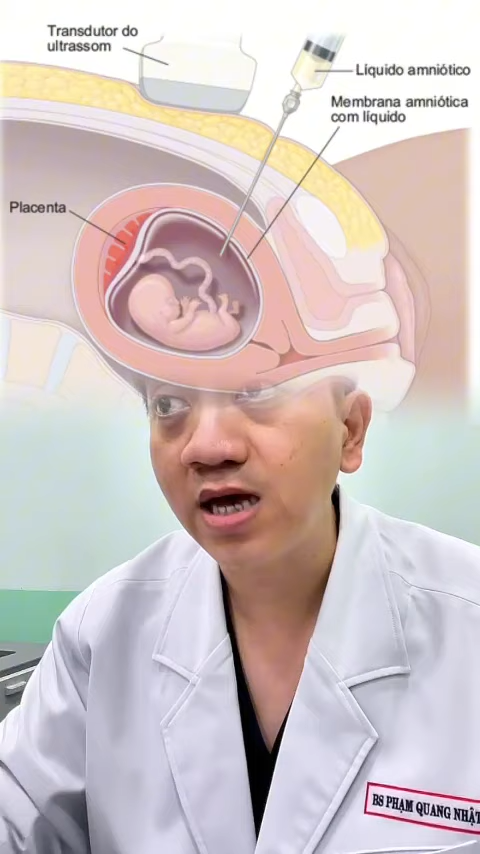 Transdutor do
ultrassom
Líquido amniótico
Membrana amniótica
com líquido
Placenta
BS PHẠM QUANG NHẬT